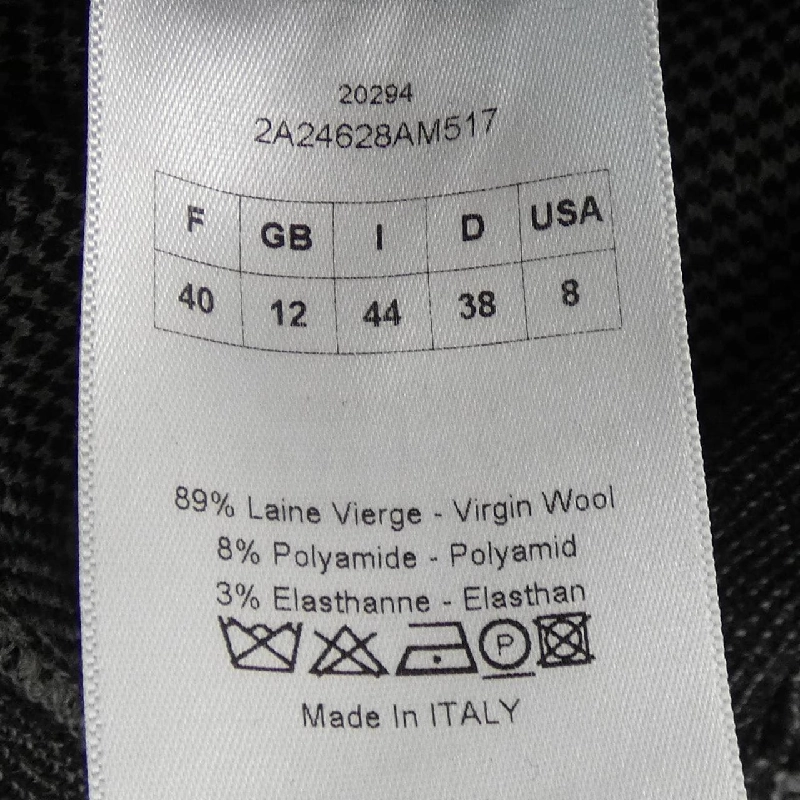 20294
2A24628AM517
F GB I D USA
40 12 44 38 8
89% Laine Vierge - Virgin Wool
8% Polyamide - Polyamid
3% Elasthanne - Elasthan
P
Made In ITALY